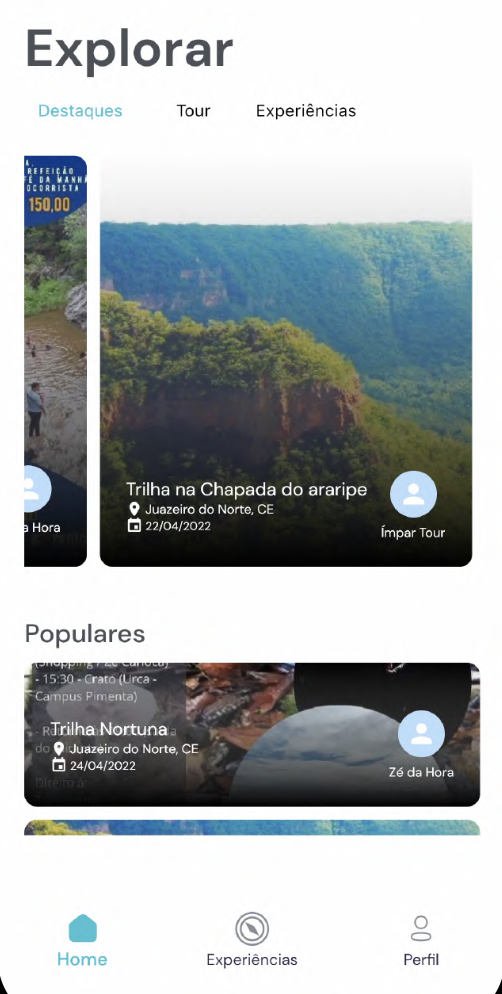 Explorar
Destaques Tour Experiências
REFEIÇÃO
FÉ DA MANHÃ
OCORRISTA
150,00
Trilha na Chapada do araripe
Juazeiro do Norte, CE
22/04/2022
Ímpar Tour
a Hora
Populares
(Shopping / Zé Carioca)
- 15:30 - Crato (Urca -
Campus Pimenta)
Trilha Nortuna
Juazeiro do Norte, CE
24/04/2022
Zé da Hora
Home Experiências Perfil